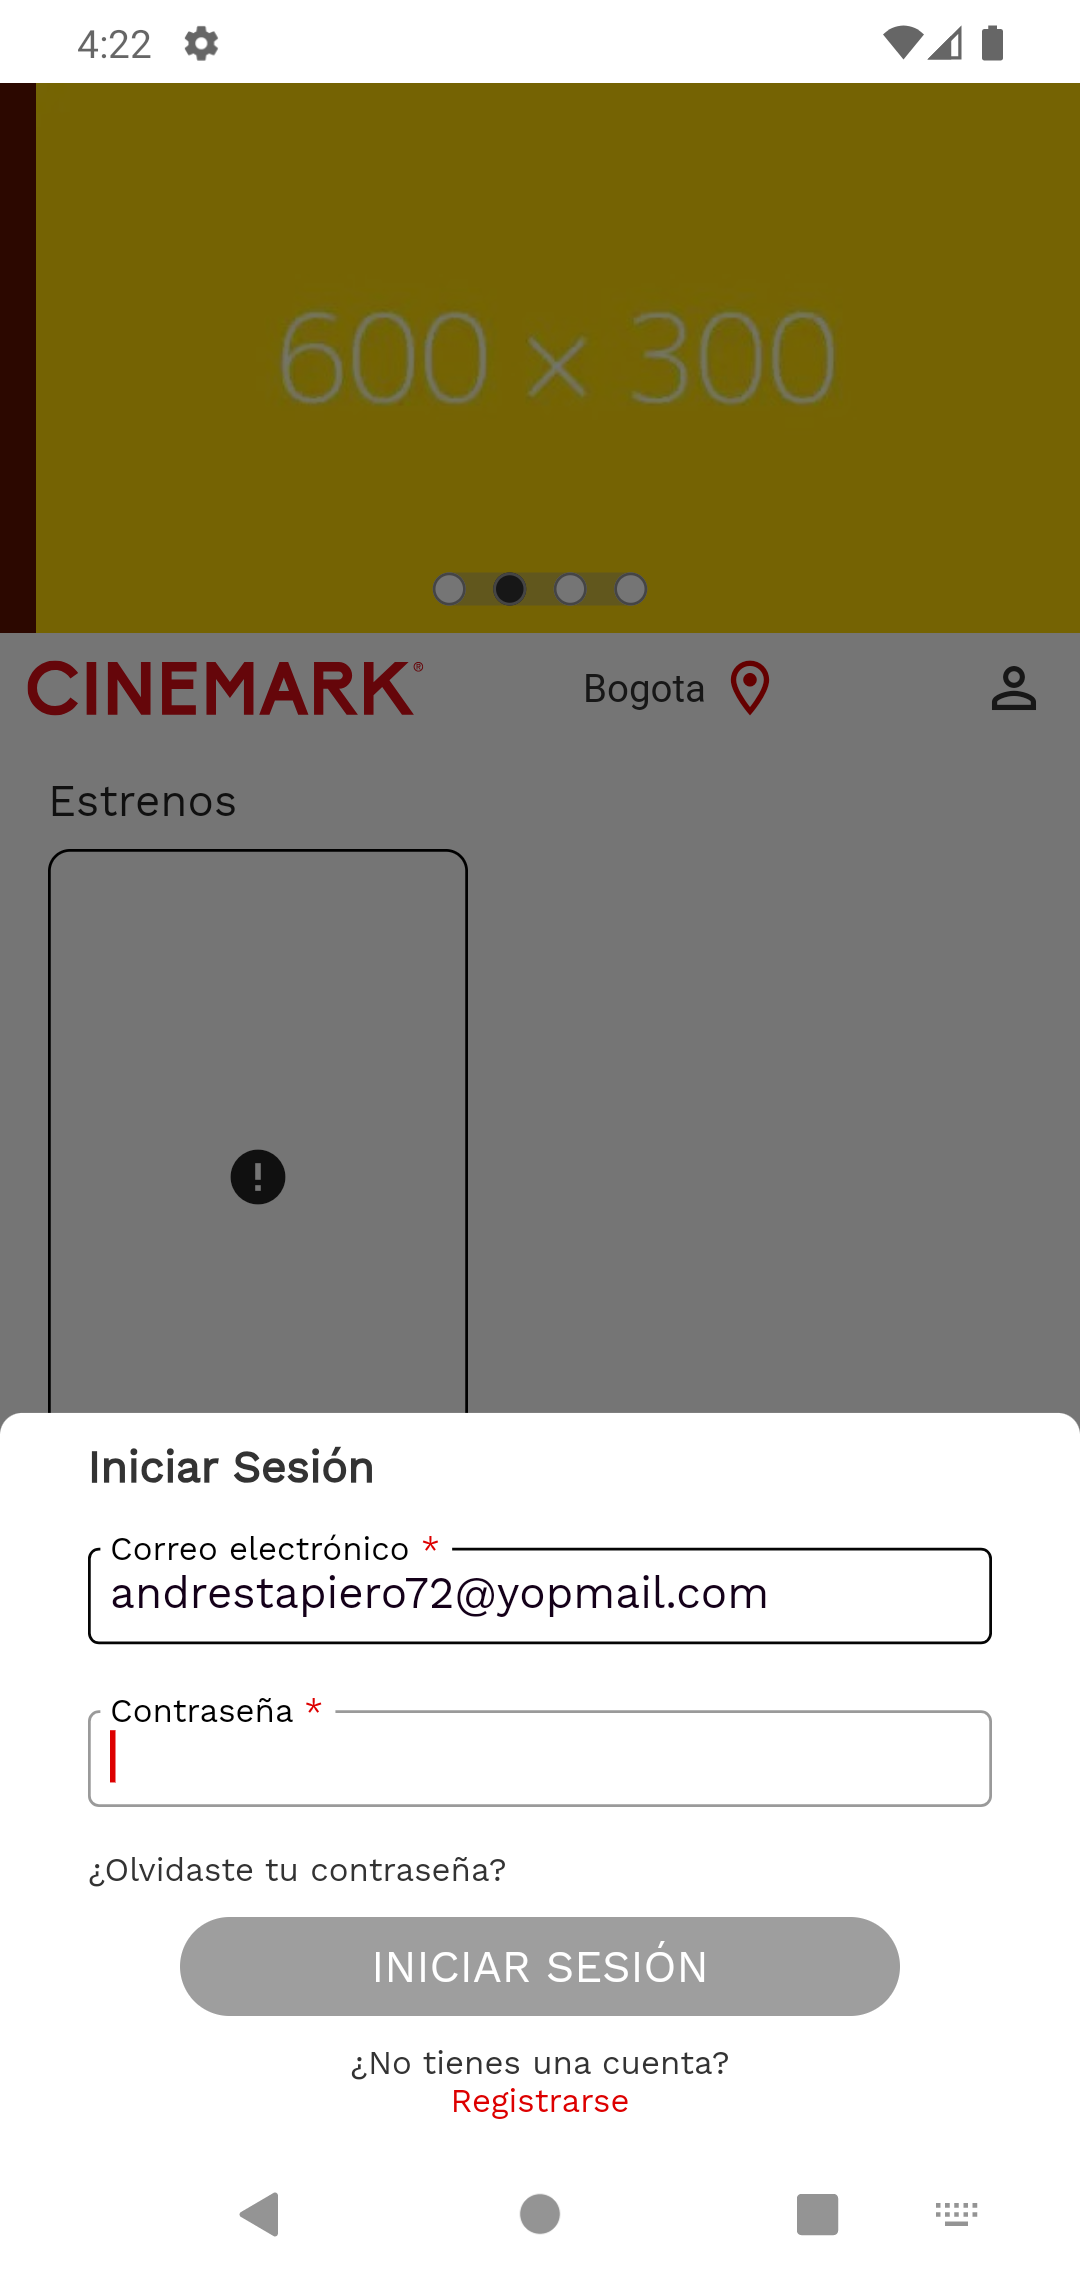 4:22
600 × 300
CINEMARK®
Bogota
Estrenos
Iniciar Sesión
Correo electrónico *
andrestapiero72@yopmail.com
Contraseña *
¿Olvidaste tu contraseña?
INICIAR SESIÓN
¿No tienes una cuenta?
Registrarse